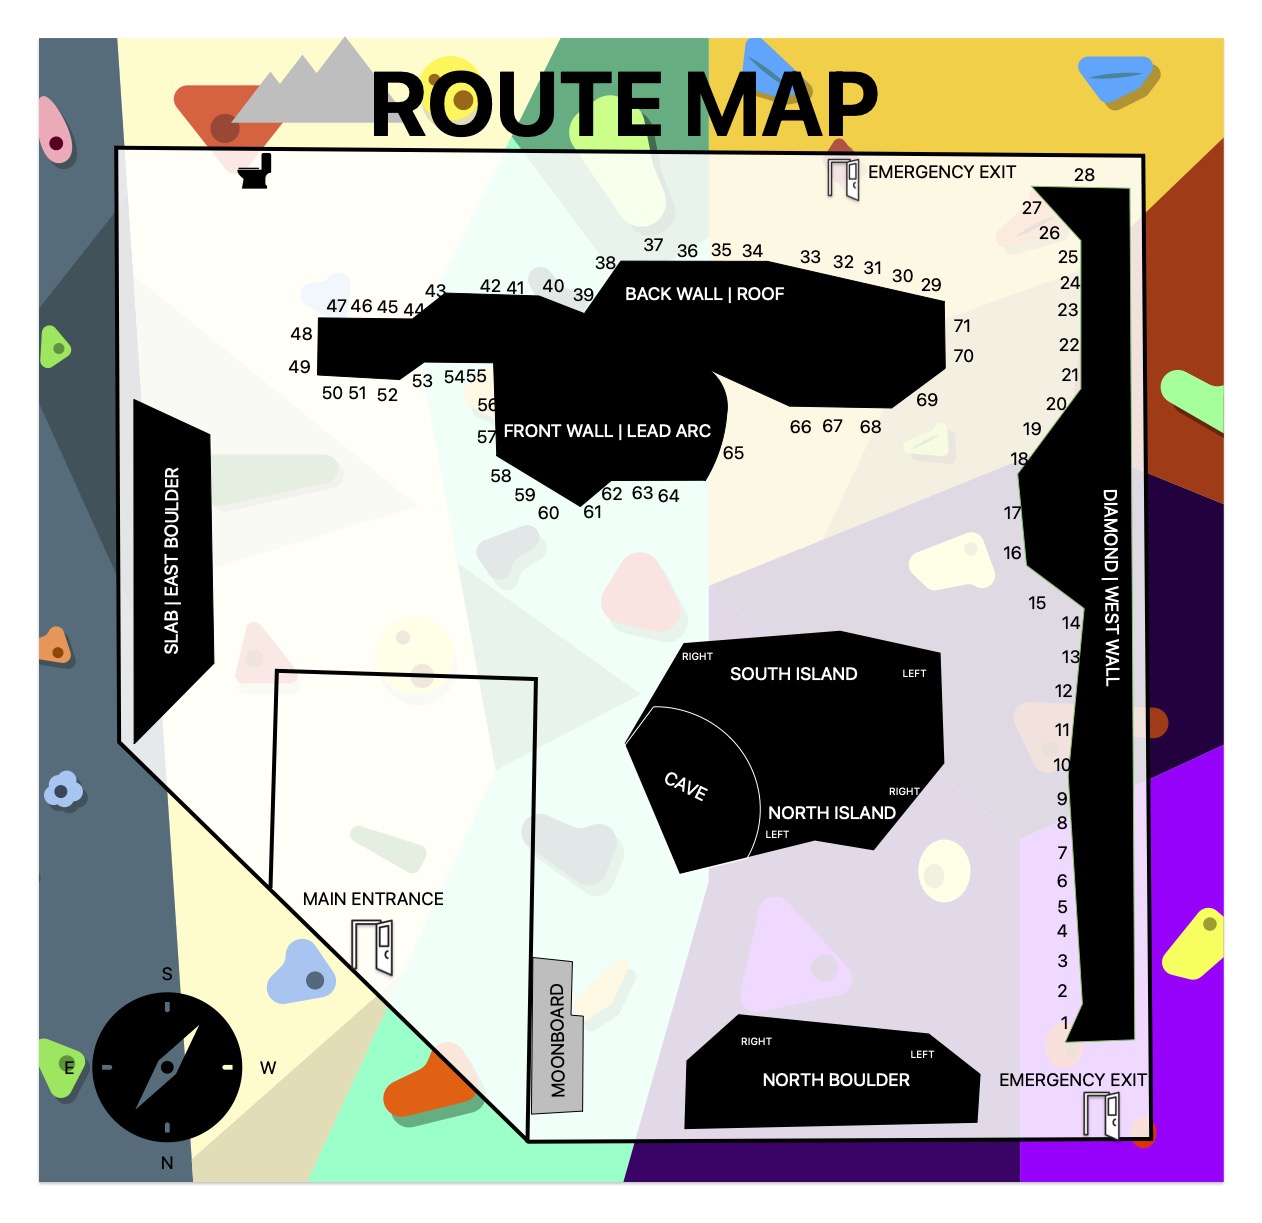 ROUTE MAP
EMERGENCY EXIT
28
27
26
25
24
23
22
21
20
19
18
17
16
15
14
13
12
11
10
9
8
7
6
5
4
3
2
1
DIAMOND | WEST WALL
37 36 35 34 33 32 31 30 29
38
39
40
42 41
43
47 46 45 44
48
49
50 51 52 53 54 55
56
57
58
59
60
61
62 63 64
65
66 67 68
69
70
71
BACK WALL | ROOF
FRONT WALL | LEAD ARC
SLAB | EAST BOULDER
RIGHT
SOUTH ISLAND
LEFT
CAVE
RIGHT
NORTH ISLAND
LEFT
MAIN ENTRANCE
MOONBOARD
RIGHT
LEFT
NORTH BOULDER
EMERGENCY EXIT
S
E
W
N